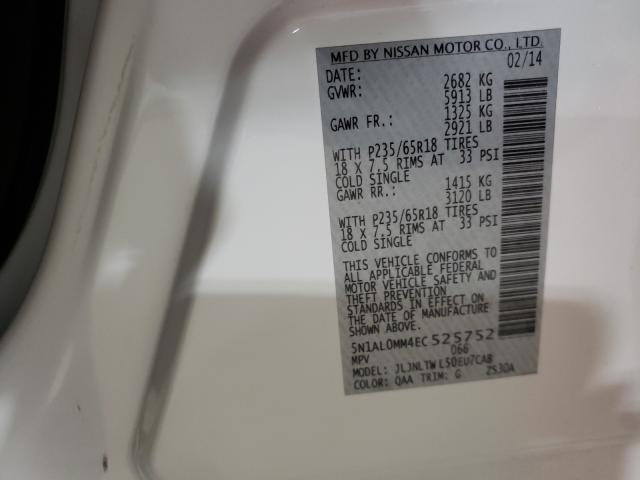 MFD BY NISSAN MOTOR CO., LTD.
DATE: 02/14
GVWR: 2682 KG
5913 LB
GAWR FR.: 1325 KG
2921 LB
WITH P235/65R18 TIRES
18 X 7.5 RIMS AT 33 PSI
COLD SINGLE
GAWR RR.: 1415 KG
3120 LB
WITH P235/65R18 TIRES
18 X 7.5 RIMS AT 33 PSI
COLD SINGLE
THIS VEHICLE CONFORMS TO
ALL APPLICABLE FEDERAL
MOTOR VEHICLE SAFETY AND
THEFT PREVENTION
STANDARDS IN EFFECT ON
THE DATE OF MANUFACTURE
SHOWN ABOVE.
5N1AL0MM4EC525752
MPV 066
MODEL: JLJNLTWL50EU7CAB
COLOR: QAA TRIM: G ZS30A